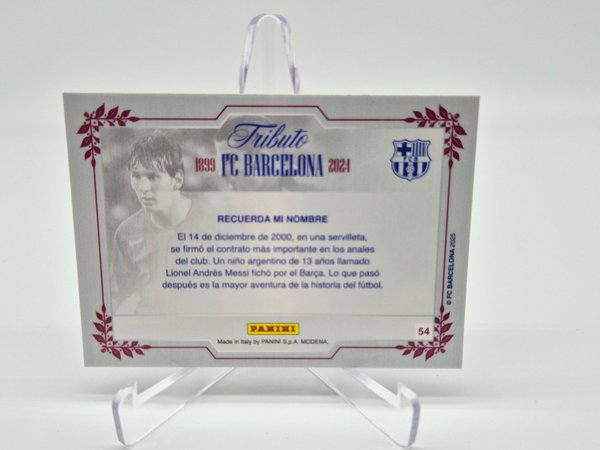 Tributo
1899 FC BARCELONA 2024
FCB
RECUERDA MI NOMBRE
El 14 de diciembre de 2000, en una servilleta,
se firmó el contrato más importante en los anales
del club. Un niño argentino de 13 años llamado
Lionel Andrés Messi fichó por el Barça. Lo que pasó
después es la mayor aventura de la historia del fútbol.
© FC BARCELONA 2025
PANINI
54
Made in Italy by PANINI S.p.A. MODENA.